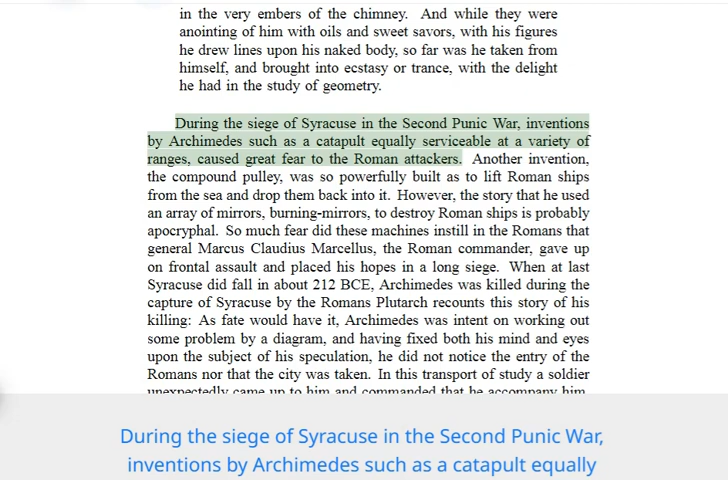 in the very embers of the chimney. And while they were
anointing of him with oils and sweet savors, with his figures
he drew lines upon his naked body, so far was he taken from
himself, and brought into ecstasy or trance, with the delight
he had in the study of geometry.
During the siege of Syracuse in the Second Punic War, inventions
by Archimedes such as a catapult equally serviceable at a variety of
ranges, caused great fear to the Roman attackers. Another invention,
the compound pulley, was so powerfully built as to lift Roman ships
from the sea and drop them back into it. However, the story that he used
an array of mirrors, burning-mirrors, to destroy Roman ships is probably
apocryphal. So much fear did these machines instill in the Romans that
general Marcus Claudius Marcellus, the Roman commander, gave up
on frontal assault and placed his hopes in a long siege. When at last
Syracuse did fall in about 212 BCE, Archimedes was killed during the
capture of Syracuse by the Romans Plutarch recounts this story of his
killing: As fate would have it, Archimedes was intent on working out
some problem by a diagram, and having fixed both his mind and eyes
upon the subject of his speculation, he did not notice the entry of the
Romans nor that the city was taken. In this transport of study a soldier
unexpectedly came up to him and commanded that he accompany him.
During the siege of Syracuse in the Second Punic War,
inventions by Archimedes such as a catapult equally